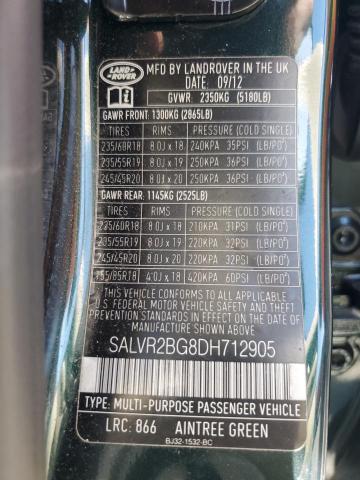 LAND ROVER
MFD BY LANDROVER IN THE UK
DATE: 09/12
GVWR: 2350KG (5180LB)
GAWR FRONT: 1300KG (2865LB)
TIRES RIMS PRESSURE (COLD SINGLE)
235/60R18 8.0J x 18 240KPA 35PSI (LB/PO²)
235/55R19 8.0J x 19 250KPA 36PSI (LB/PO²)
245/45R20 8.0J x 20 250KPA 36PSI (LB/PO²)
GAWR REAR: 1145KG (2525LB)
TIRES RIMS PRESSURE (COLD SINGLE)
235/60R18 8.0J x 18 210KPA 31PSI (LB/PO²)
235/55R19 8.0J x 19 220KPA 32PSI (LB/PO²)
245/45R20 8.0J x 20 220KPA 32PSI (LB/PO²)
155/85R18 4.0J x 18 420KPA 60PSI (LB/PO²)
THIS VEHICLE CONFORMS TO ALL APPLICABLE
U.S. FEDERAL MOTOR VEHICLE SAFETY AND THEFT
PREVENTION STANDARDS IN EFFECT ON THE DATE OF
MANUFACTURE SHOWN ABOVE.
SALVR2BG8DH712905
TYPE: MULTI-PURPOSE PASSENGER VEHICLE
LRC: 866 AINTREE GREEN
BJ32-1532-BC